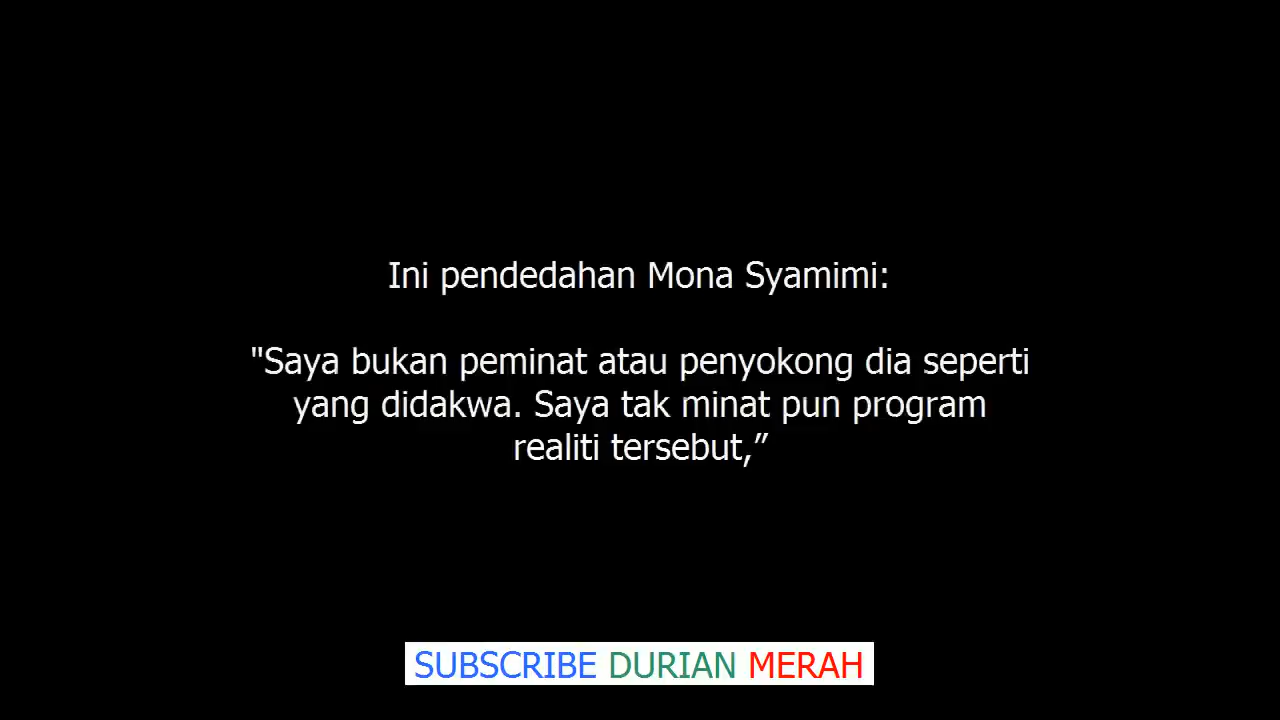 Ini pendedahan Mona Syamimi:
"Saya bukan peminat atau penyokong dia seperti
yang didakwa. Saya tak minat pun program
realiti tersebut,”
SUBSCRIBE DURIAN MERAH